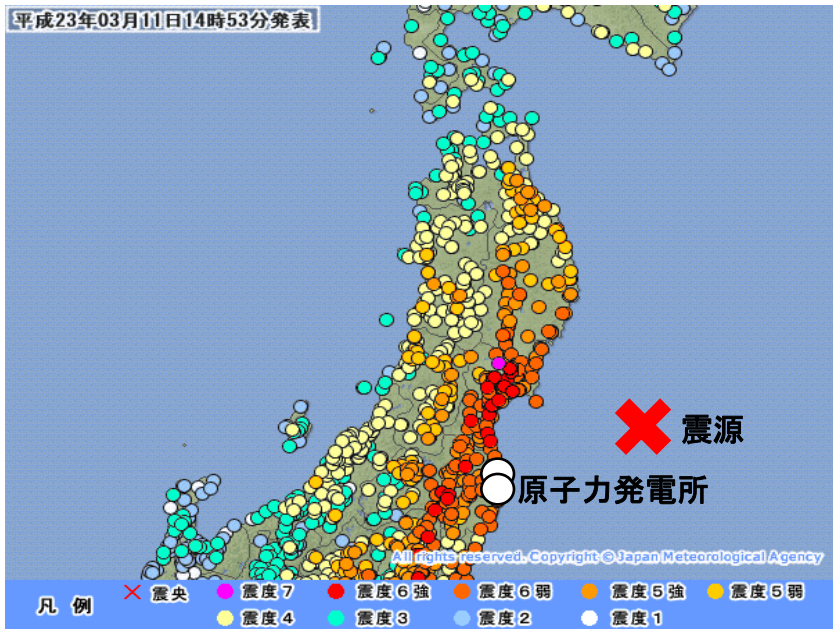 平成23年03月11日14時53分発表
震源
原子力発電所
All rights reserved. Copyright © Japan Meteorological Agency
凡 例 震央 震度7 震度6強 震度6弱 震度5強 震度5弱
震度4 震度3 震度2 震度1